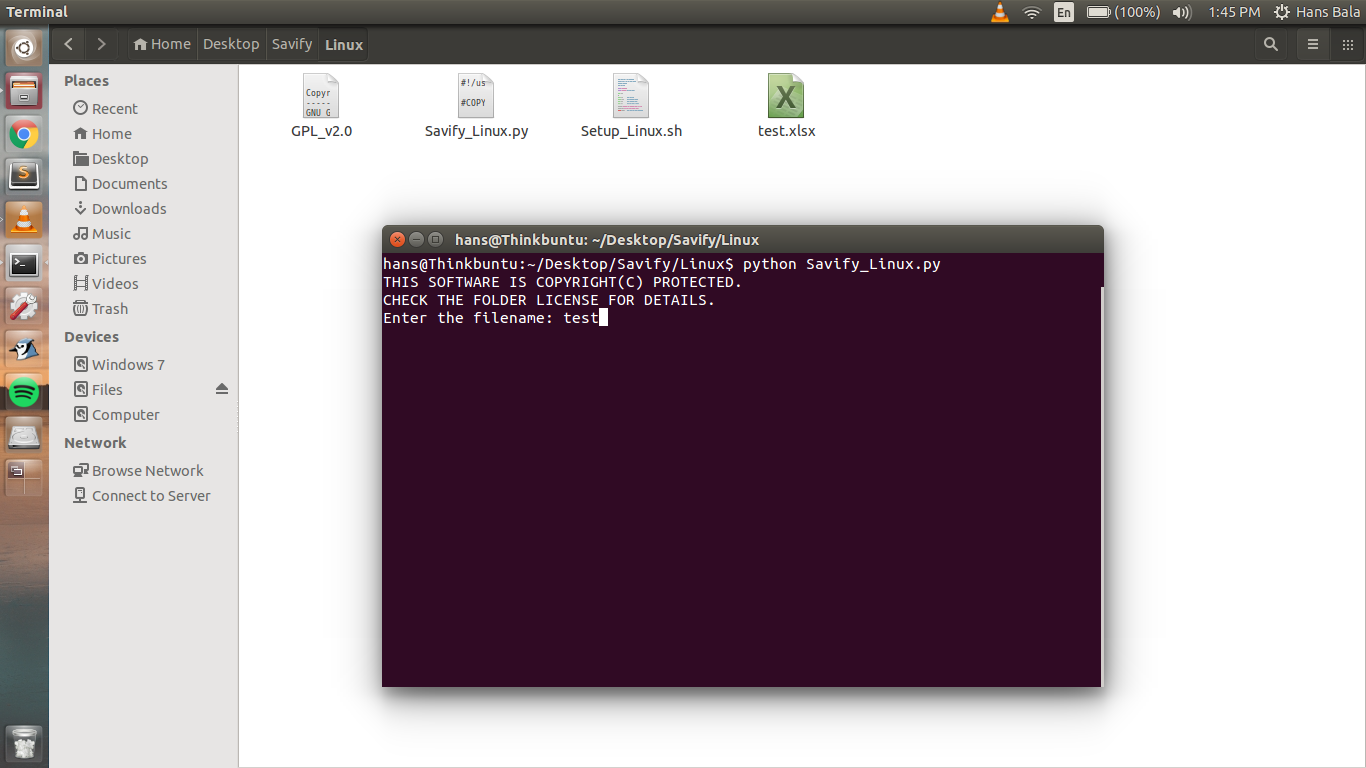 Terminal
En
(100%)
1:45 PM
Hans Bala
Home
Desktop
Savify
Linux
Places
Recent
Home
Desktop
Documents
Downloads
Music
Pictures
Videos
Trash
Devices
Windows 7
Files
Computer
Network
Browse Network
Connect to Server
Copyr
-----
GNU G
GPL_v2.0
#!/us
#COPY
Savify_Linux.py
Setup_Linux.sh
X
test.xlsx
hans@Thinkbuntu: ~/Desktop/Savify/Linux
hans@Thinkbuntu:~/Desktop/Savify/Linux$ python Savify_Linux.py
THIS SOFTWARE IS COPYRIGHT(C) PROTECTED.
CHECK THE FOLDER LICENSE FOR DETAILS.
Enter the filename: test